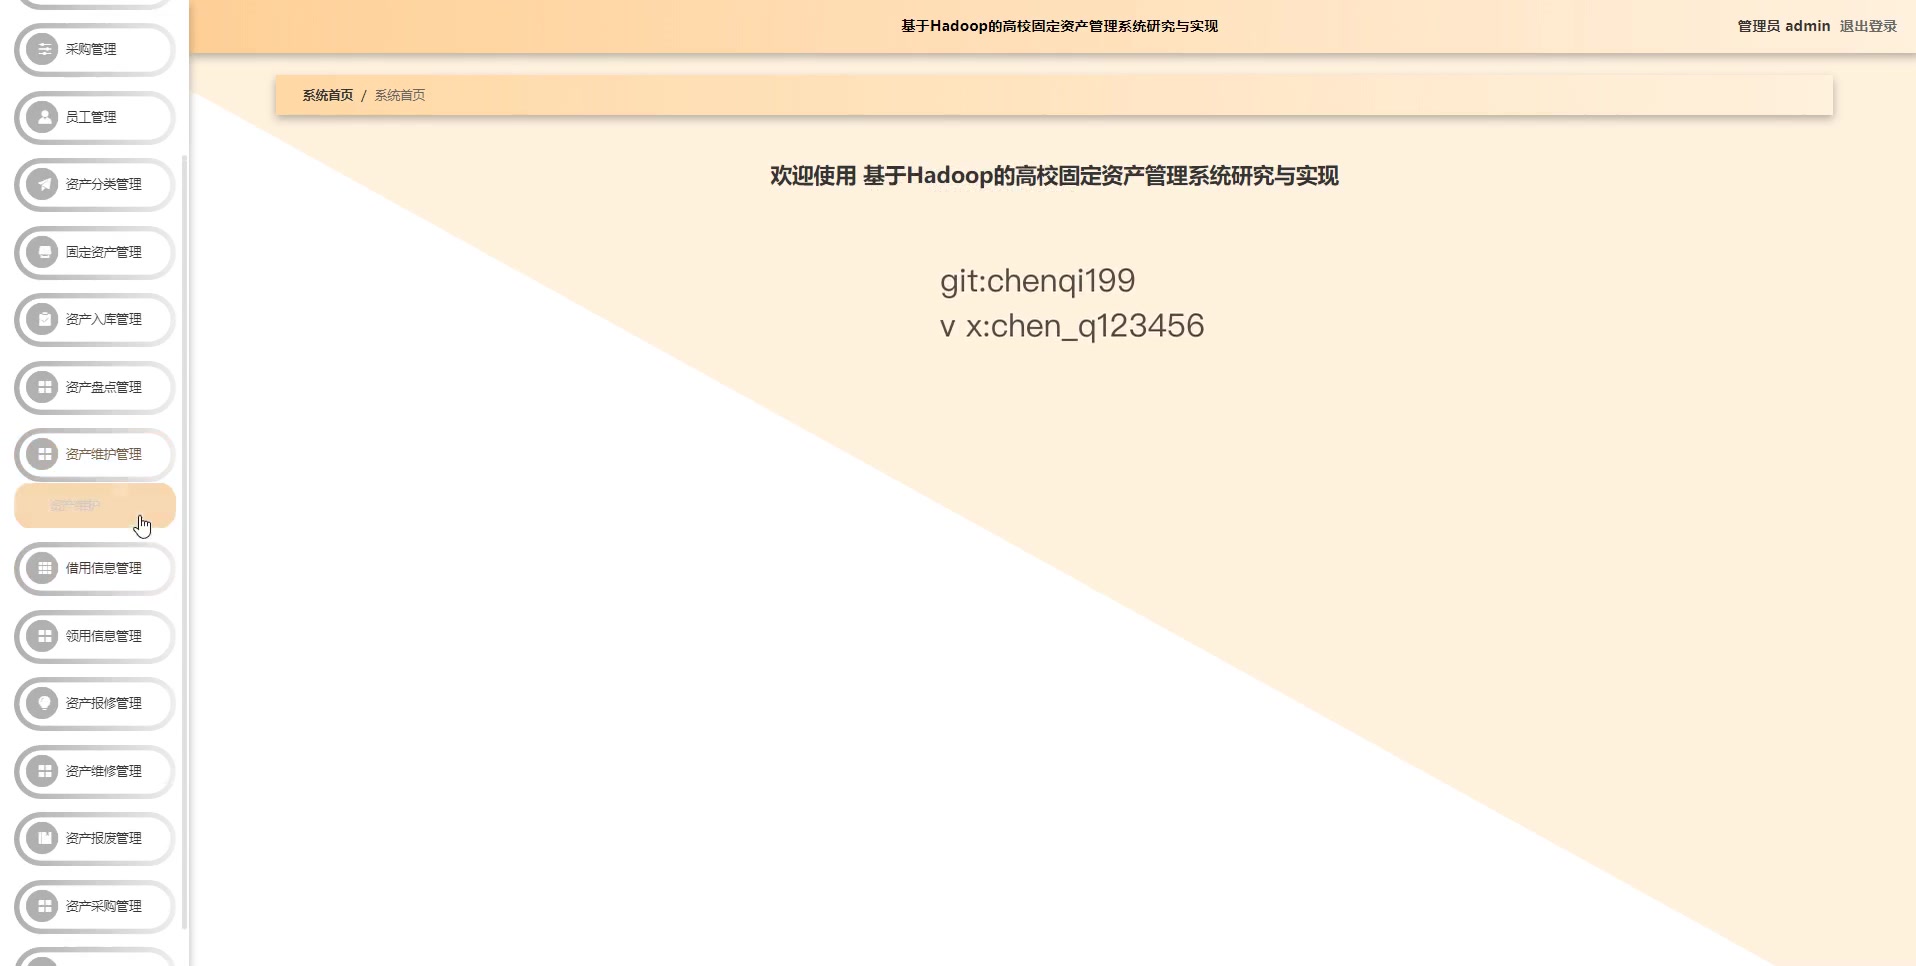 基于Hadoop的高校固定资产管理系统研究与实现
管理员 admin 退出登录
采购管理
员工管理
资产分类管理
固定资产管理
资产入库管理
资产盘点管理
资产维护管理
资产维护
借用信息管理
领用信息管理
资产报修管理
资产维修管理
资产报废管理
资产采购管理
系统首页 / 系统首页
欢迎使用 基于Hadoop的高校固定资产管理系统研究与实现
git:chenqi199
v x:chen_q123456